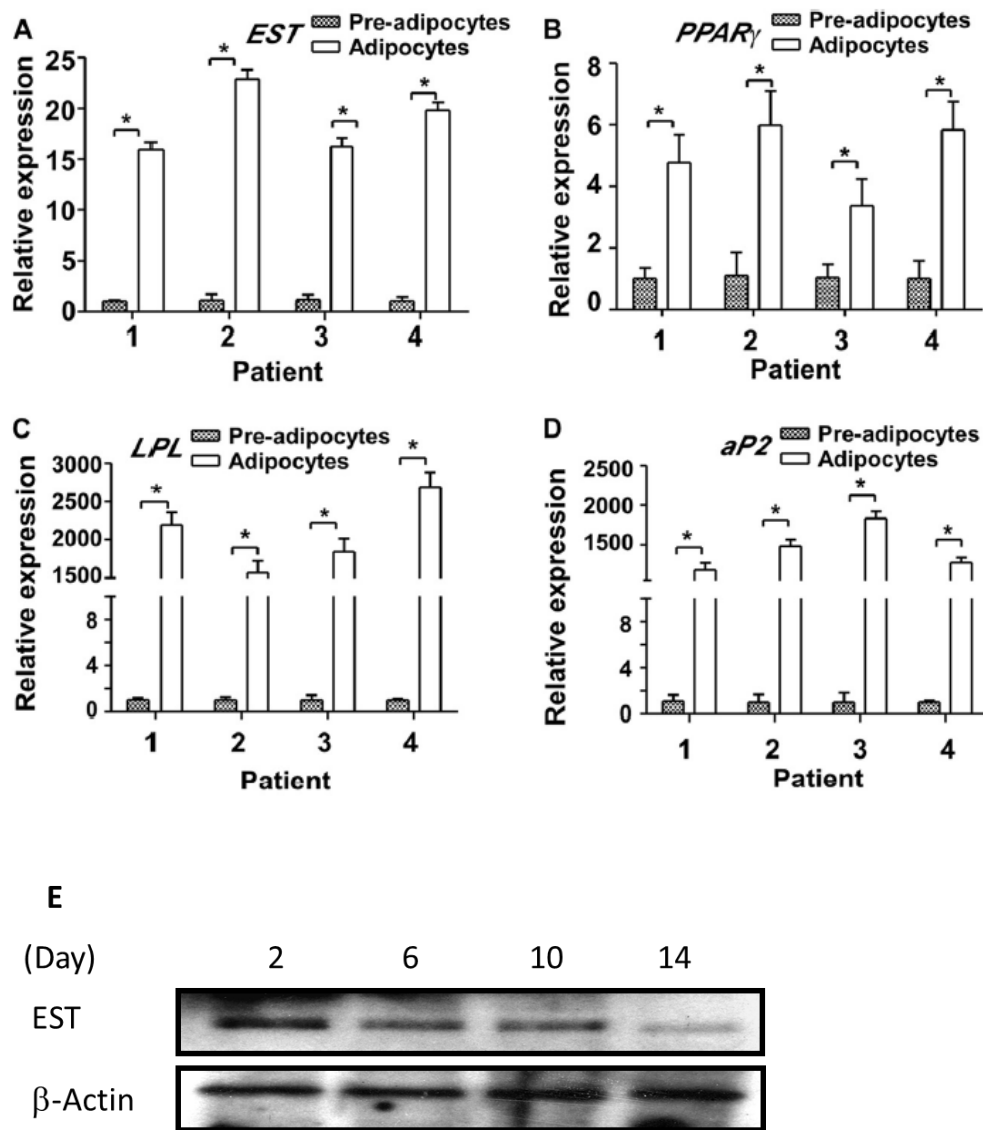 A
EST
Pre-adipocytes
Adipocytes
Relative expression
25
20
15
10
5
0
* * * *
1 2 3 4
Patient
B
PPARγ
Pre-adipocytes
Adipocytes
Relative expression
8
6
4
2
0
* * * *
1 2 3 4
Patient
C
LPL
Pre-adipocytes
Adipocytes
Relative expression
3000
2500
2000
1500
8
4
2
0
* * * *
1 2 3 4
Patient
D
aP2
Pre-adipocytes
Adipocytes
Relative expression
2500
2000
1500
8
4
2
0
* * * *
1 2 3 4
Patient
E
(Day) 2 6 10 14
EST
β-Actin